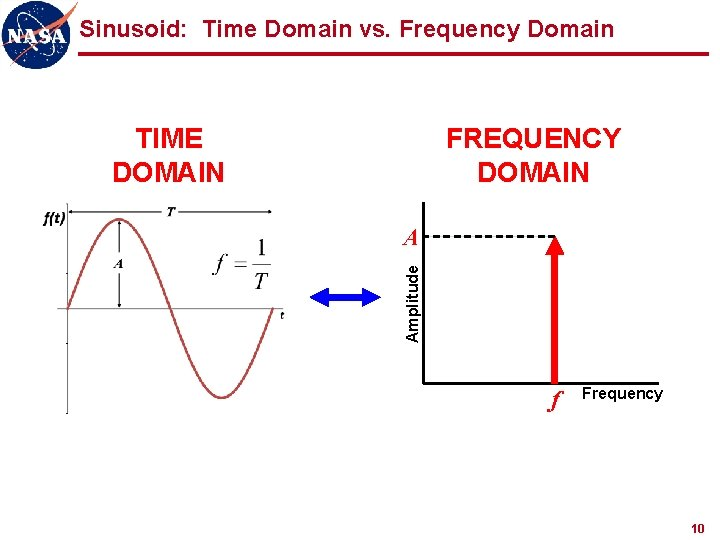 NASA
Sinusoid: Time Domain vs. Frequency Domain
TIME
DOMAIN
f(t)
T
A
f = 1/T
t
FREQUENCY
DOMAIN
A
Amplitude
f
Frequency
10